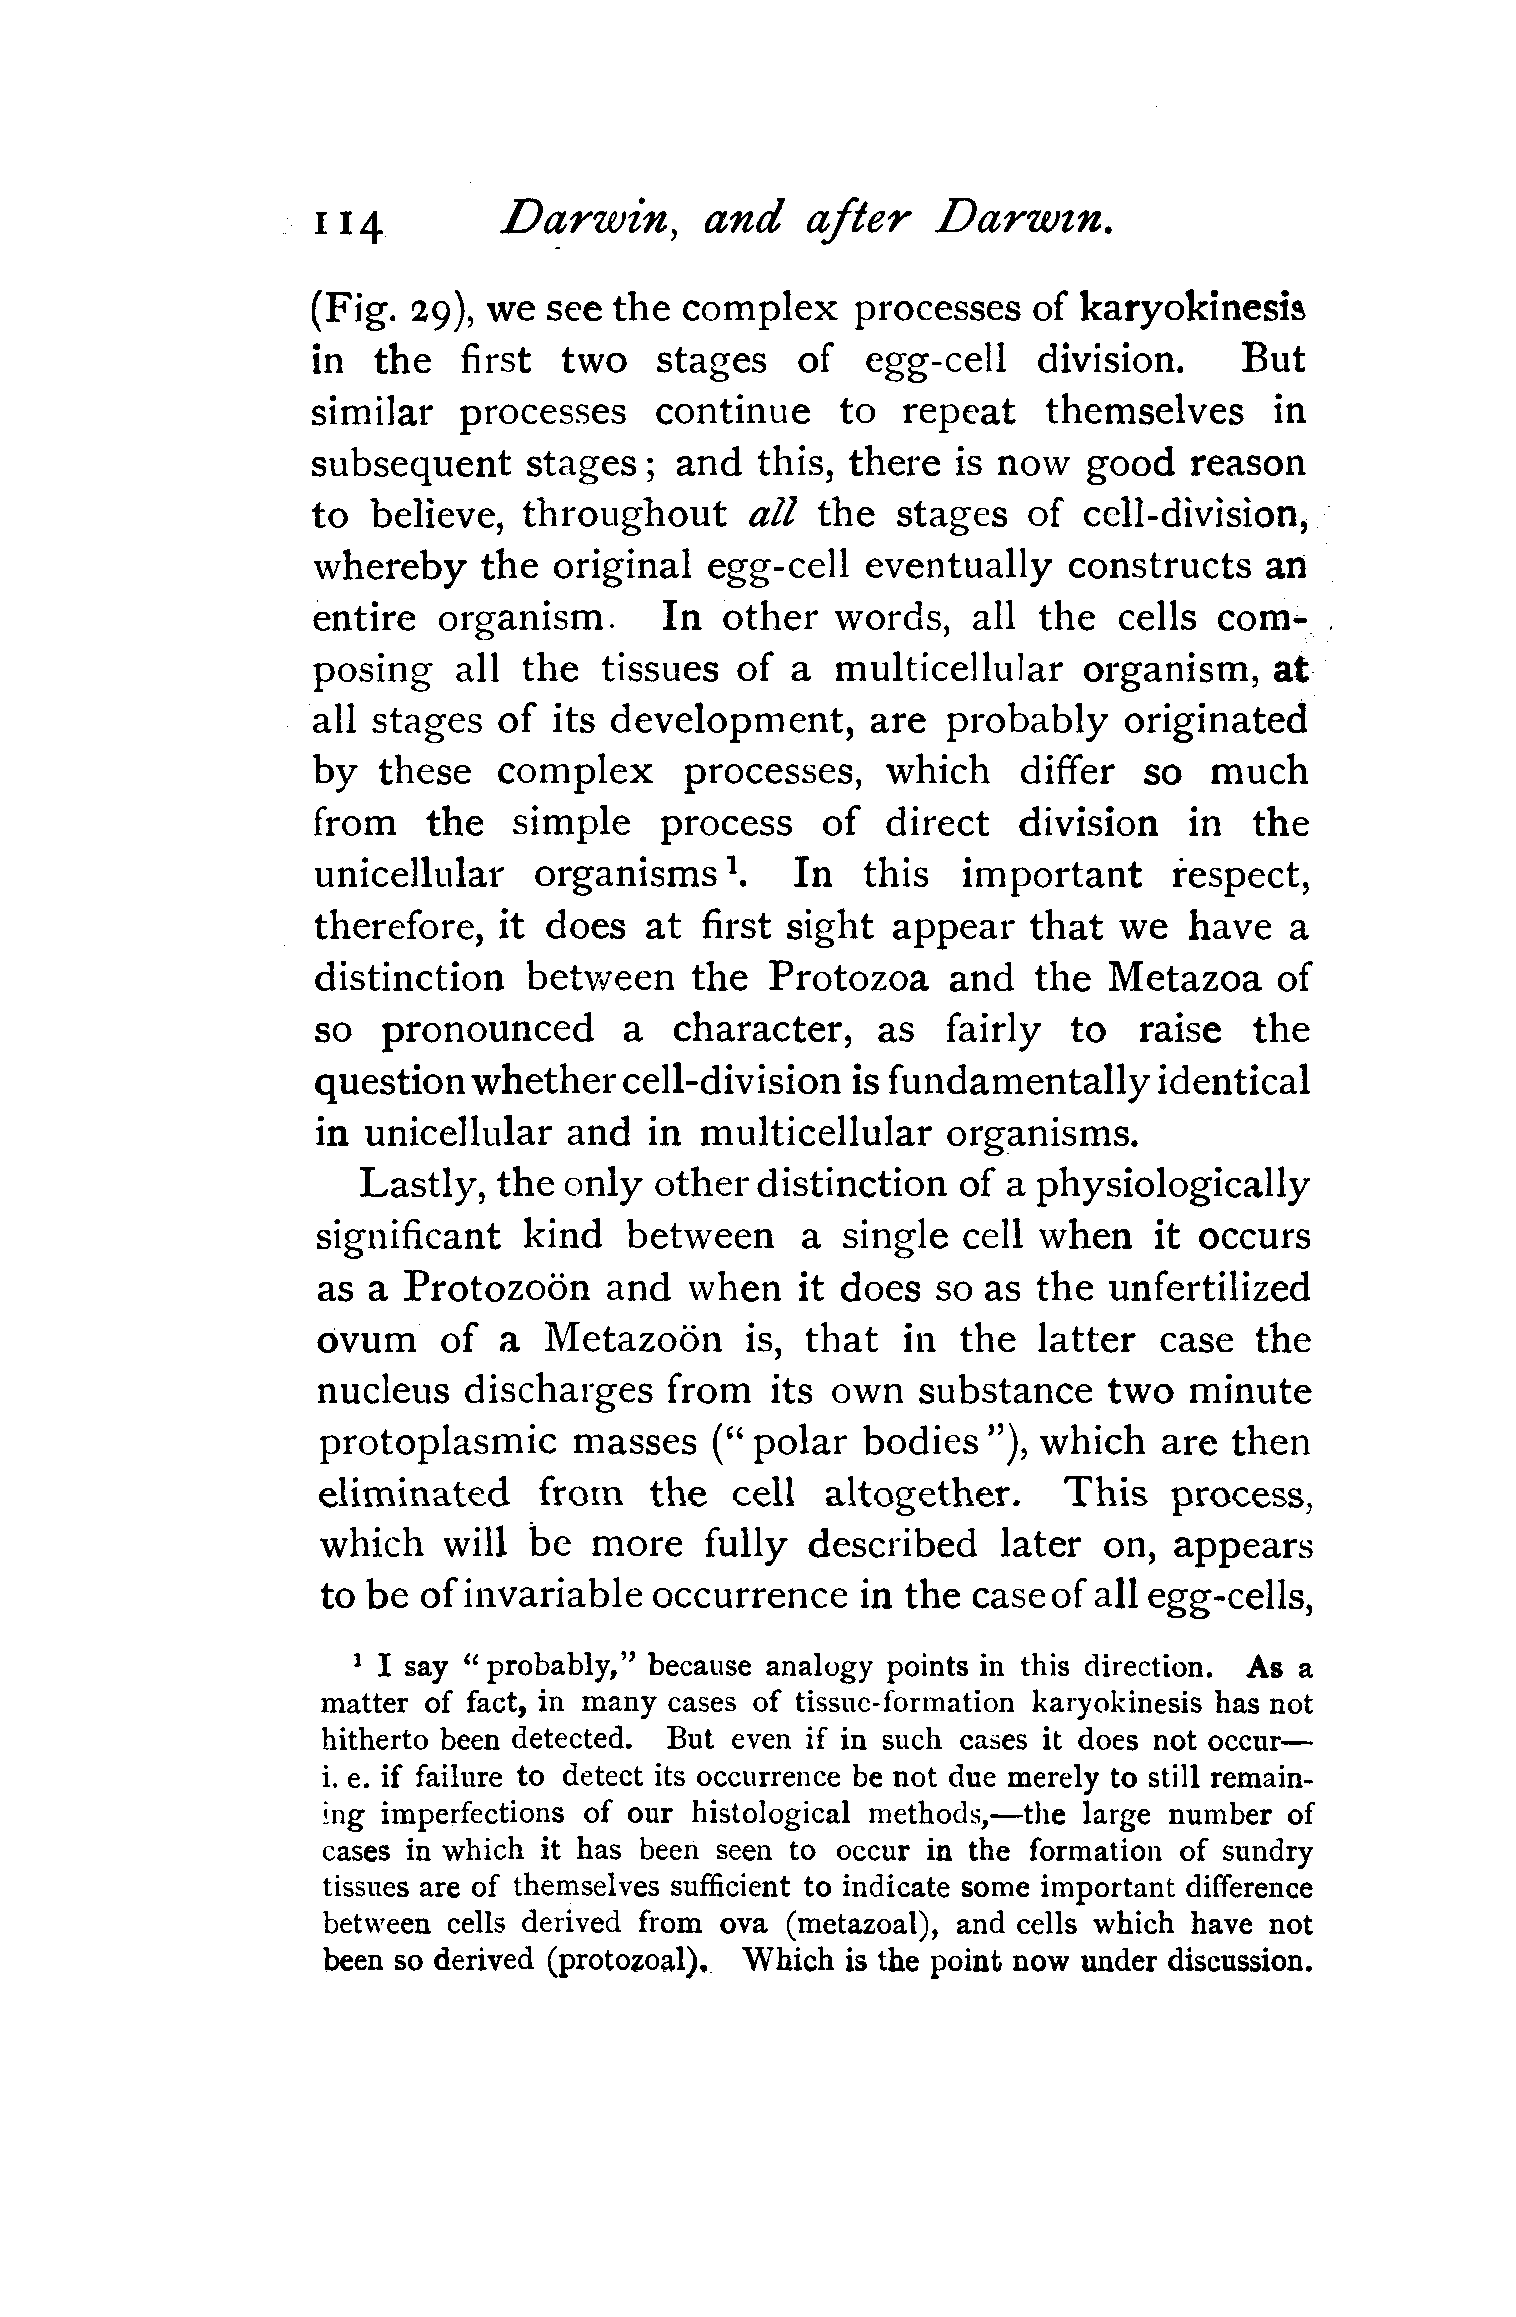 114 Darwin, and after Darwin.
(Fig. 29), we see the complex processes of karyokinesis
in the first two stages of egg-cell division. But
similar processes continue to repeat themselves in
subsequent stages; and this, there is now good reason
to believe, throughout all the stages of cell-division,
whereby the original egg-cell eventually constructs an
entire organism. In other words, all the cells com-
posing all the tissues of a multicellular organism, at
all stages of its development, are probably originated
by these complex processes, which differ so much
from the simple process of direct division in the
unicellular organisms ¹. In this important respect,
therefore, it does at first sight appear that we have a
distinction between the Protozoa and the Metazoa of
so pronounced a character, as fairly to raise the
question whether cell-division is fundamentally identical
in unicellular and in multicellular organisms.
Lastly, the only other distinction of a physiologically
significant kind between a single cell when it occurs
as a Protozoön and when it does so as the unfertilized
ovum of a Metazoön is, that in the latter case the
nucleus discharges from its own substance two minute
protoplasmic masses (“ polar bodies ”), which are then
eliminated from the cell altogether. This process,
which will be more fully described later on, appears
to be of invariable occurrence in the case of all egg-cells,
¹ I say “ probably,” because analogy points in this direction. As a
matter of fact, in many cases of tissue-formation karyokinesis has not
hitherto been detected. But even if in such cases it does not occur—
i. e. if failure to detect its occurrence be not due merely to still remain-
ing imperfections of our histological methods,—the large number of
cases in which it has been seen to occur in the formation of sundry
tissues are of themselves sufficient to indicate some important difference
between cells derived from ova (metazoal), and cells which have not
been so derived (protozoal). Which is the point now under discussion.